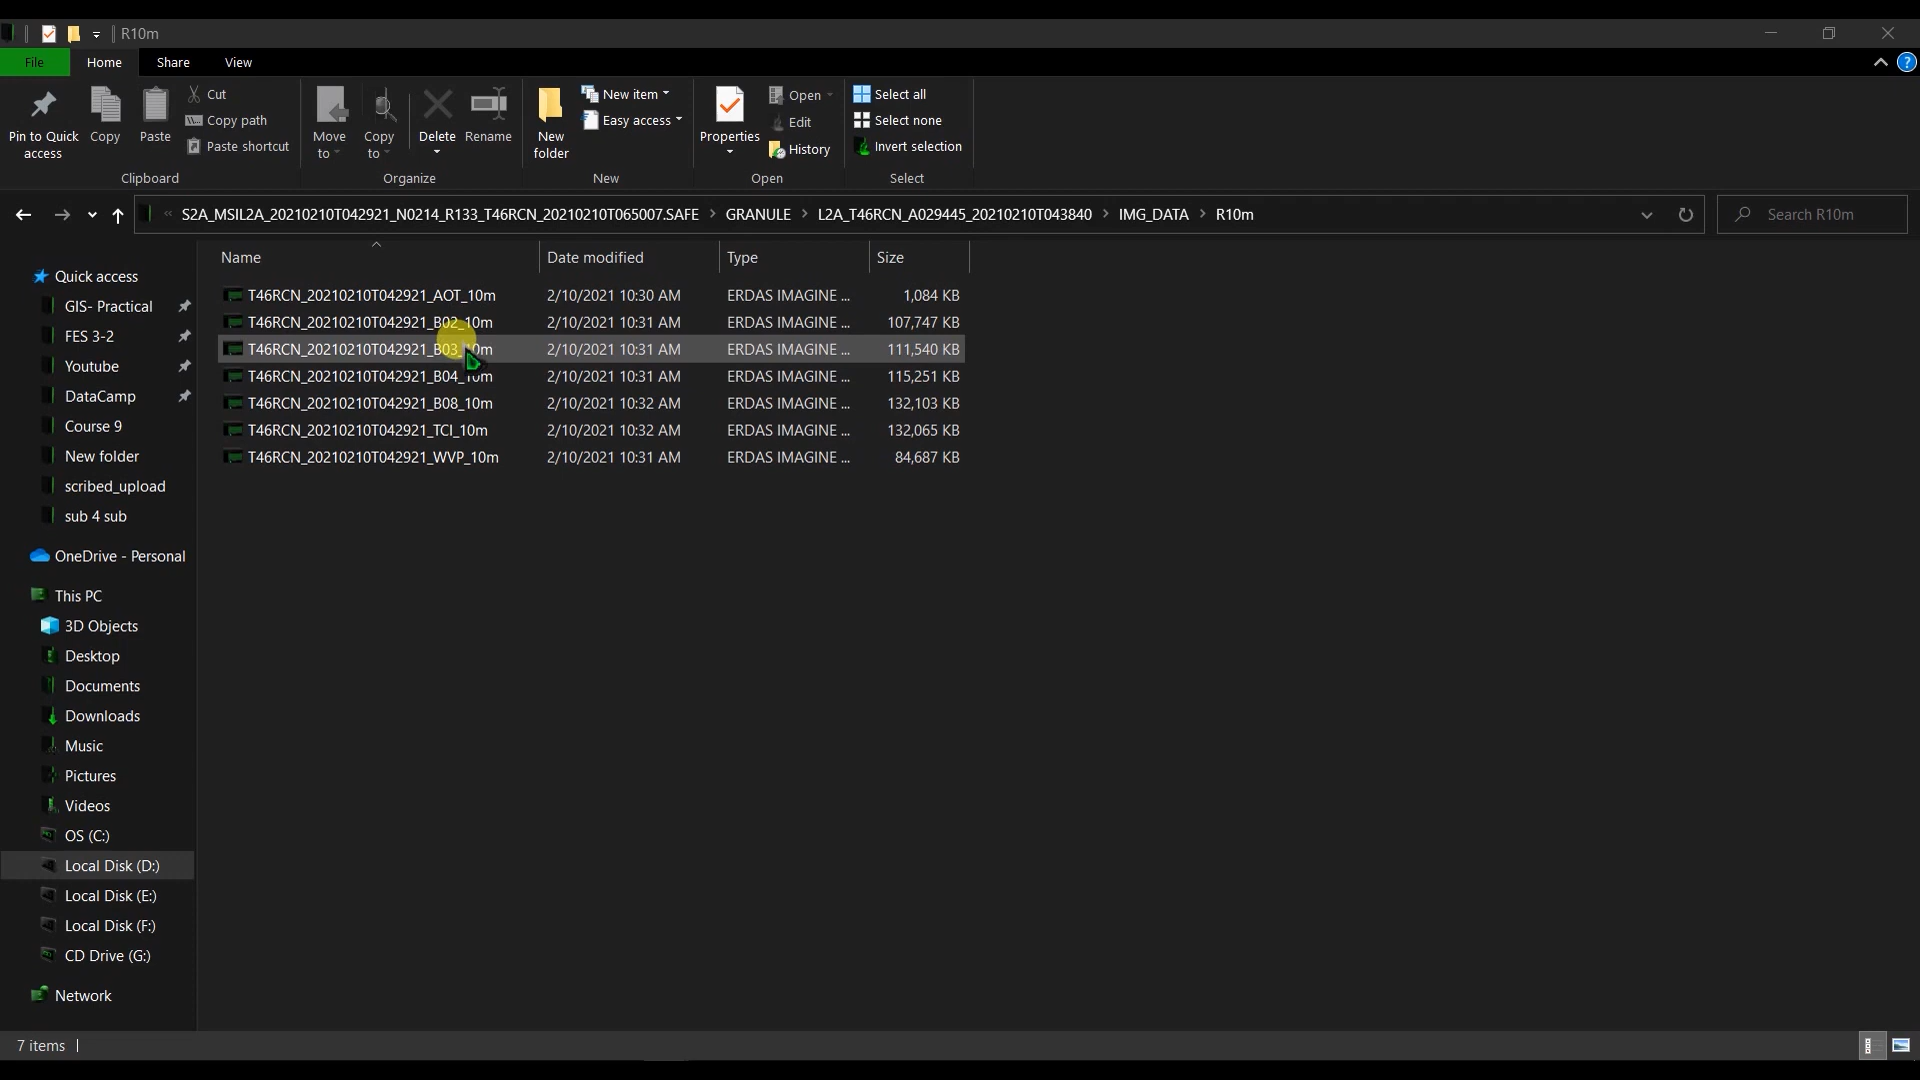 R10m
File Home Share View
Pin to Quick access
Copy
Paste
Cut
Copy path
Paste shortcut
Clipboard
Move to
Copy to
Delete
Rename
Organize
New folder
New item
Easy access
New
Properties
Open
Edit
History
Open
Select all
Select none
Invert selection
Select
« S2A_MSIL2A_20210210T042921_N0214_R133_T46RCN_20210210T065007.SAFE > GRANULE > L2A_T46RCN_A029445_20210210T043840 > IMG_DATA > R10m
Search R10m
Name Date modified Type Size
T46RCN_20210210T042921_AOT_10m 2/10/2021 10:30 AM ERDAS IMAGINE ... 1,084 KB
T46RCN_20210210T042921_B02_10m 2/10/2021 10:31 AM ERDAS IMAGINE ... 107,747 KB
T46RCN_20210210T042921_B03_10m 2/10/2021 10:31 AM ERDAS IMAGINE ... 111,540 KB
T46RCN_20210210T042921_B04_10m 2/10/2021 10:31 AM ERDAS IMAGINE ... 115,251 KB
T46RCN_20210210T042921_B08_10m 2/10/2021 10:32 AM ERDAS IMAGINE ... 132,103 KB
T46RCN_20210210T042921_TCI_10m 2/10/2021 10:32 AM ERDAS IMAGINE ... 132,065 KB
T46RCN_20210210T042921_WVP_10m 2/10/2021 10:31 AM ERDAS IMAGINE ... 84,687 KB
Quick access
GIS- Practical
FES 3-2
Youtube
DataCamp
Course 9
New folder
scribed_upload
sub 4 sub
OneDrive - Personal
This PC
3D Objects
Desktop
Documents
Downloads
Music
Pictures
Videos
OS (C:)
Local Disk (D:)
Local Disk (E:)
Local Disk (F:)
CD Drive (G:)
Network
7 items